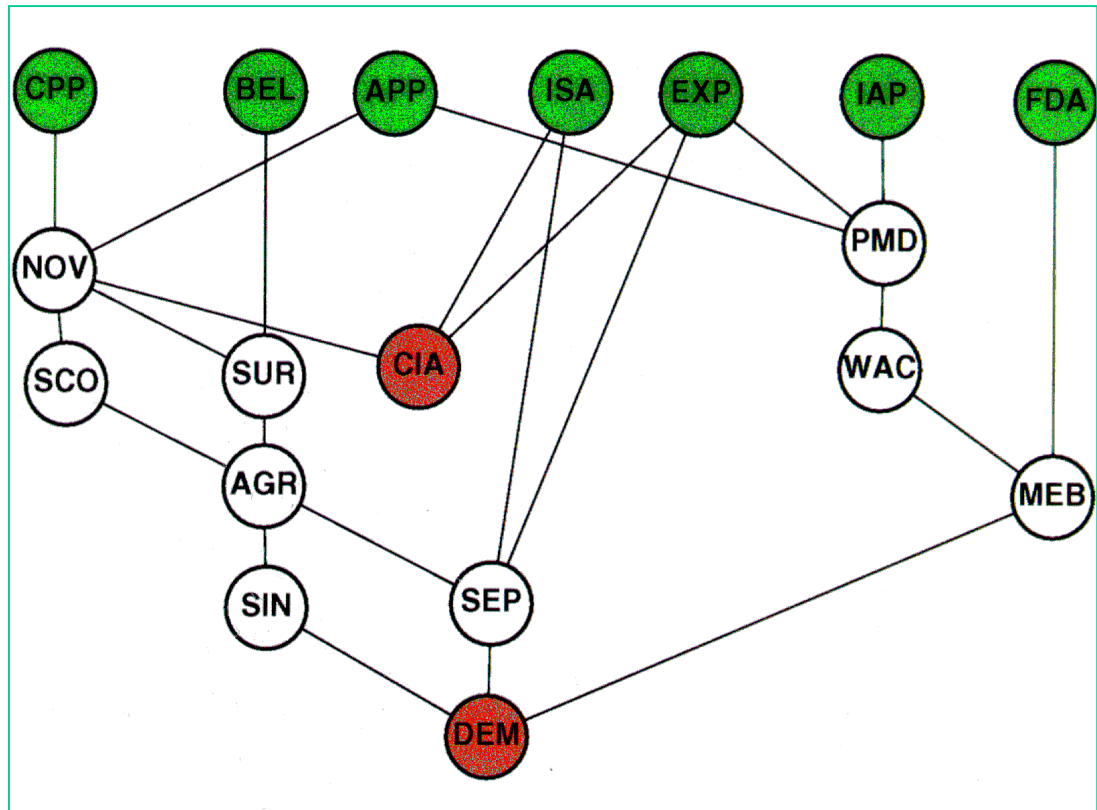 CPP
BEL
APP
ISA
EXP
IAP
FDA
NOV
PMD
SCO
SUR
CIA
WAC
AGR
MEB
SIN
SEP
DEM